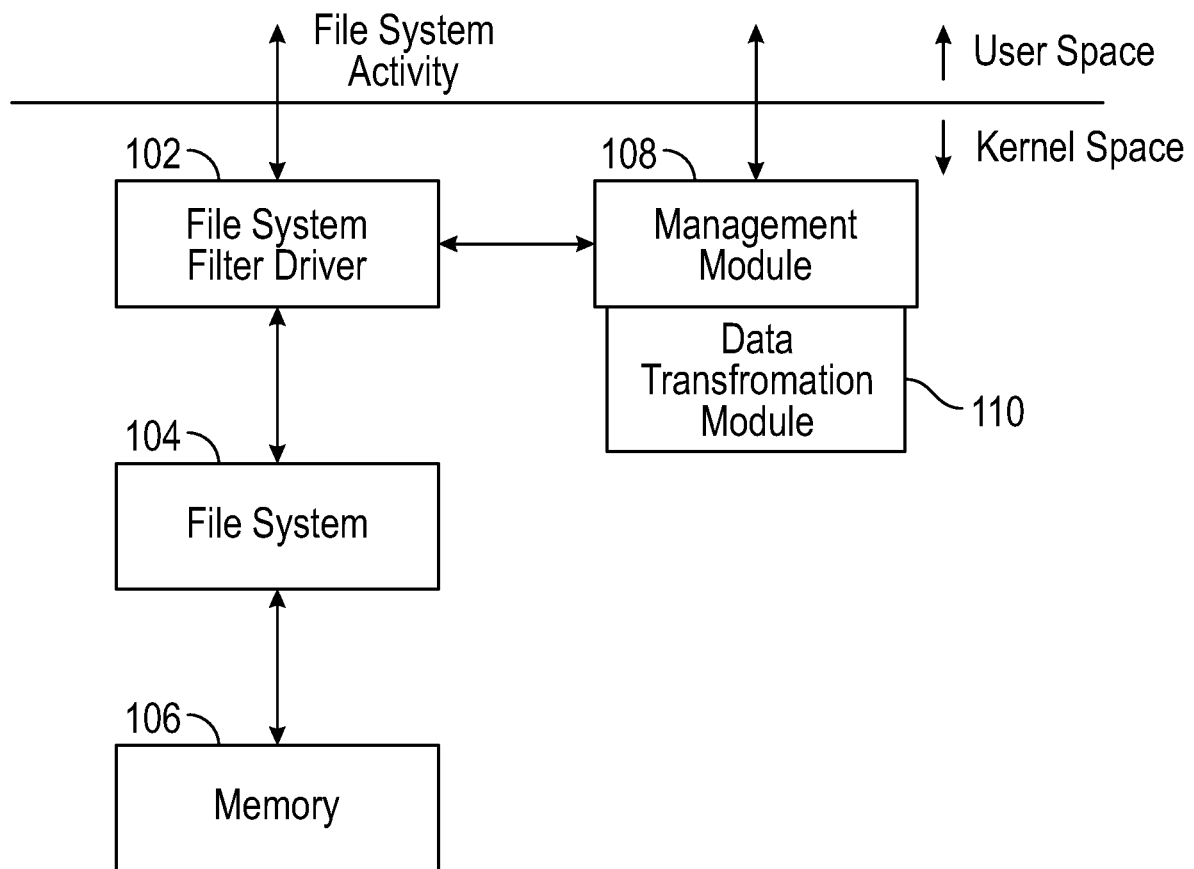 File System
Activity
User Space
Kernel Space
102
108
File System
Filter Driver
Management
Module
Data
Transfromation
Module
110
104
File System
106
Memory